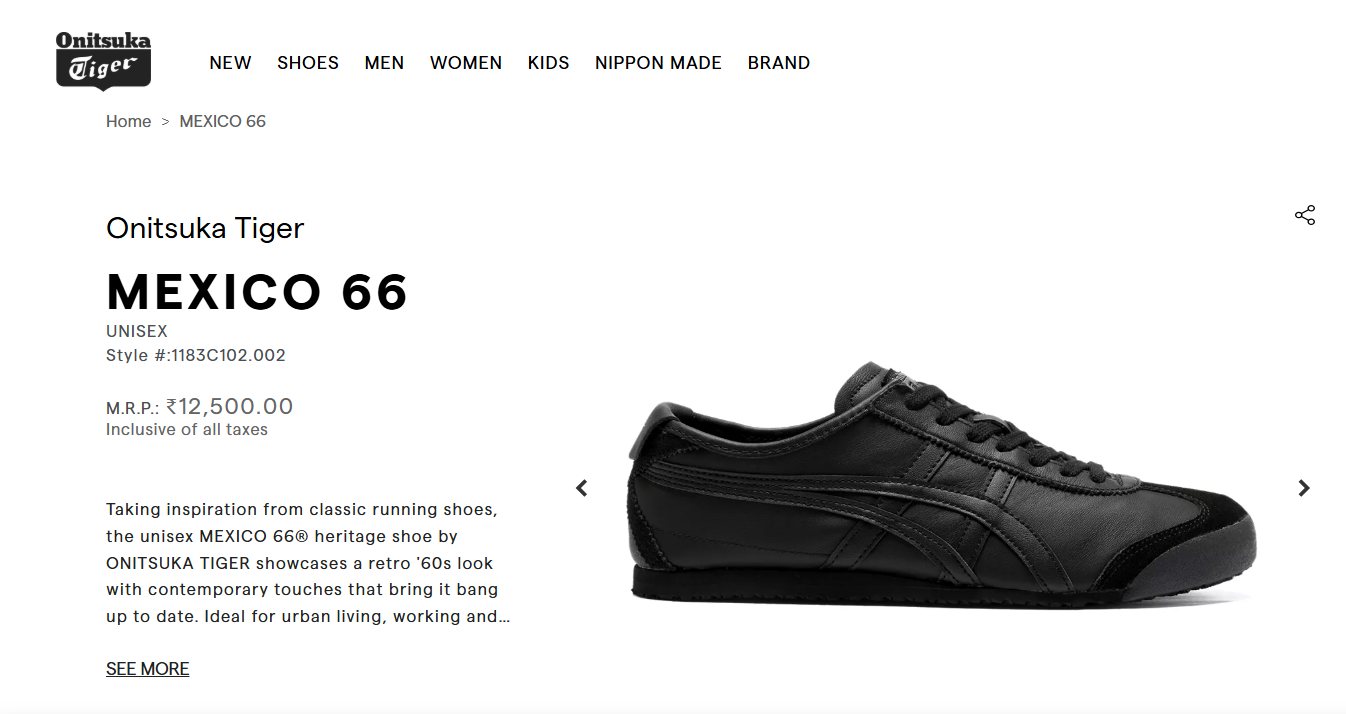 Onitsuka
Tiger
NEW SHOES MEN WOMEN KIDS NIPPON MADE BRAND
Home > MEXICO 66
Onitsuka Tiger
MEXICO 66
UNISEX
Style #:1183C102.002
M.R.P.: ₹12,500.00
Inclusive of all taxes
Taking inspiration from classic running shoes,
the unisex MEXICO 66® heritage shoe by
ONITSUKA TIGER showcases a retro '60s look
with contemporary touches that bring it bang
up to date. Ideal for urban living, working and...
SEE MORE